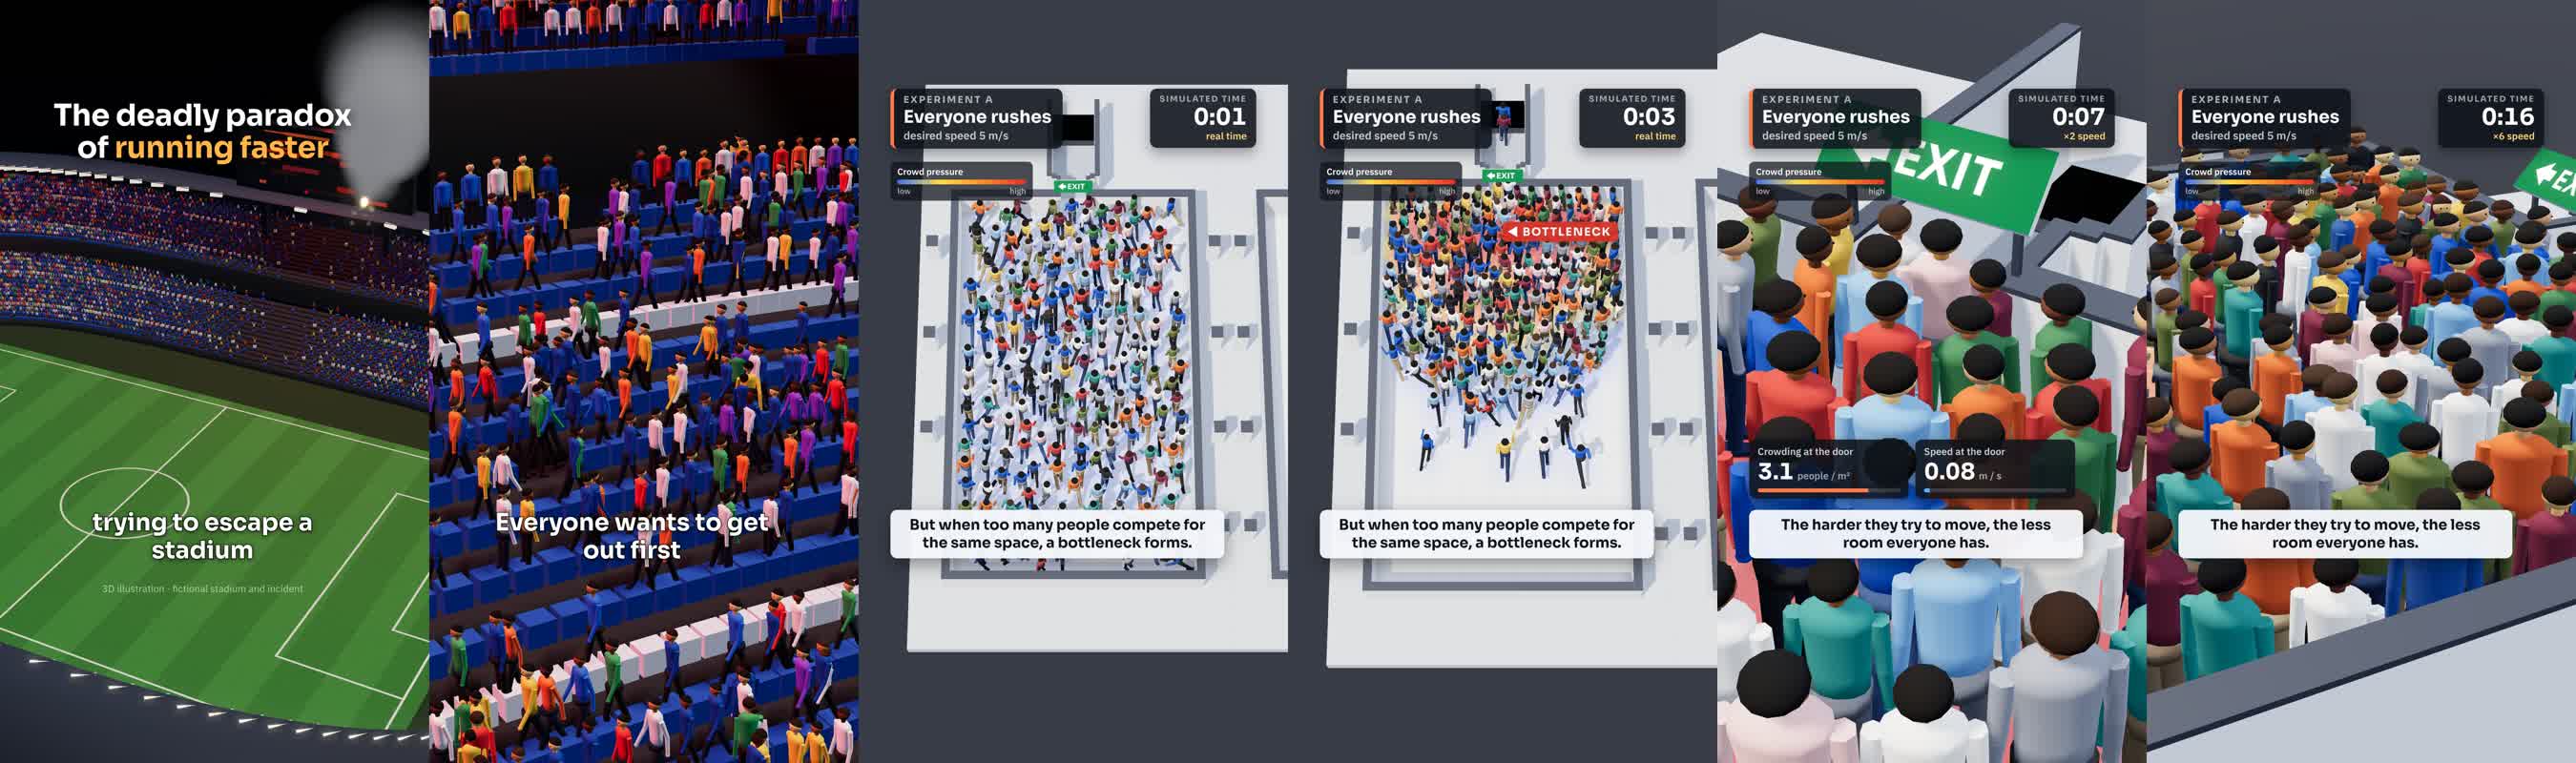 The deadly paradox
of running faster
trying to escape a
stadium
3D illustration - fictional stadium and incident
Everyone wants to get
out first
EXPERIMENT A
Everyone rushes
desired speed 5 m/s
SIMULATED TIME
0:01
real time
Crowd pressure
low high
EXIT
But when too many people compete for
the same space, a bottleneck forms.
EXPERIMENT A
Everyone rushes
desired speed 5 m/s
SIMULATED TIME
0:03
real time
Crowd pressure
low high
EXIT
BOTTLENECK
But when too many people compete for
the same space, a bottleneck forms.
EXPERIMENT A
Everyone rushes
desired speed 5 m/s
SIMULATED TIME
0:07
×2 speed
Crowd pressure
low high
EXIT
Crowding at the door
3.1 people / m²
Speed at the door
0.08 m / s
The harder they try to move, the less
room everyone has.
EXPERIMENT A
Everyone rushes
desired speed 5 m/s
SIMULATED TIME
0:16
×6 speed
Crowd pressure
low high
EX
The harder they try to move, the less
room everyone has.